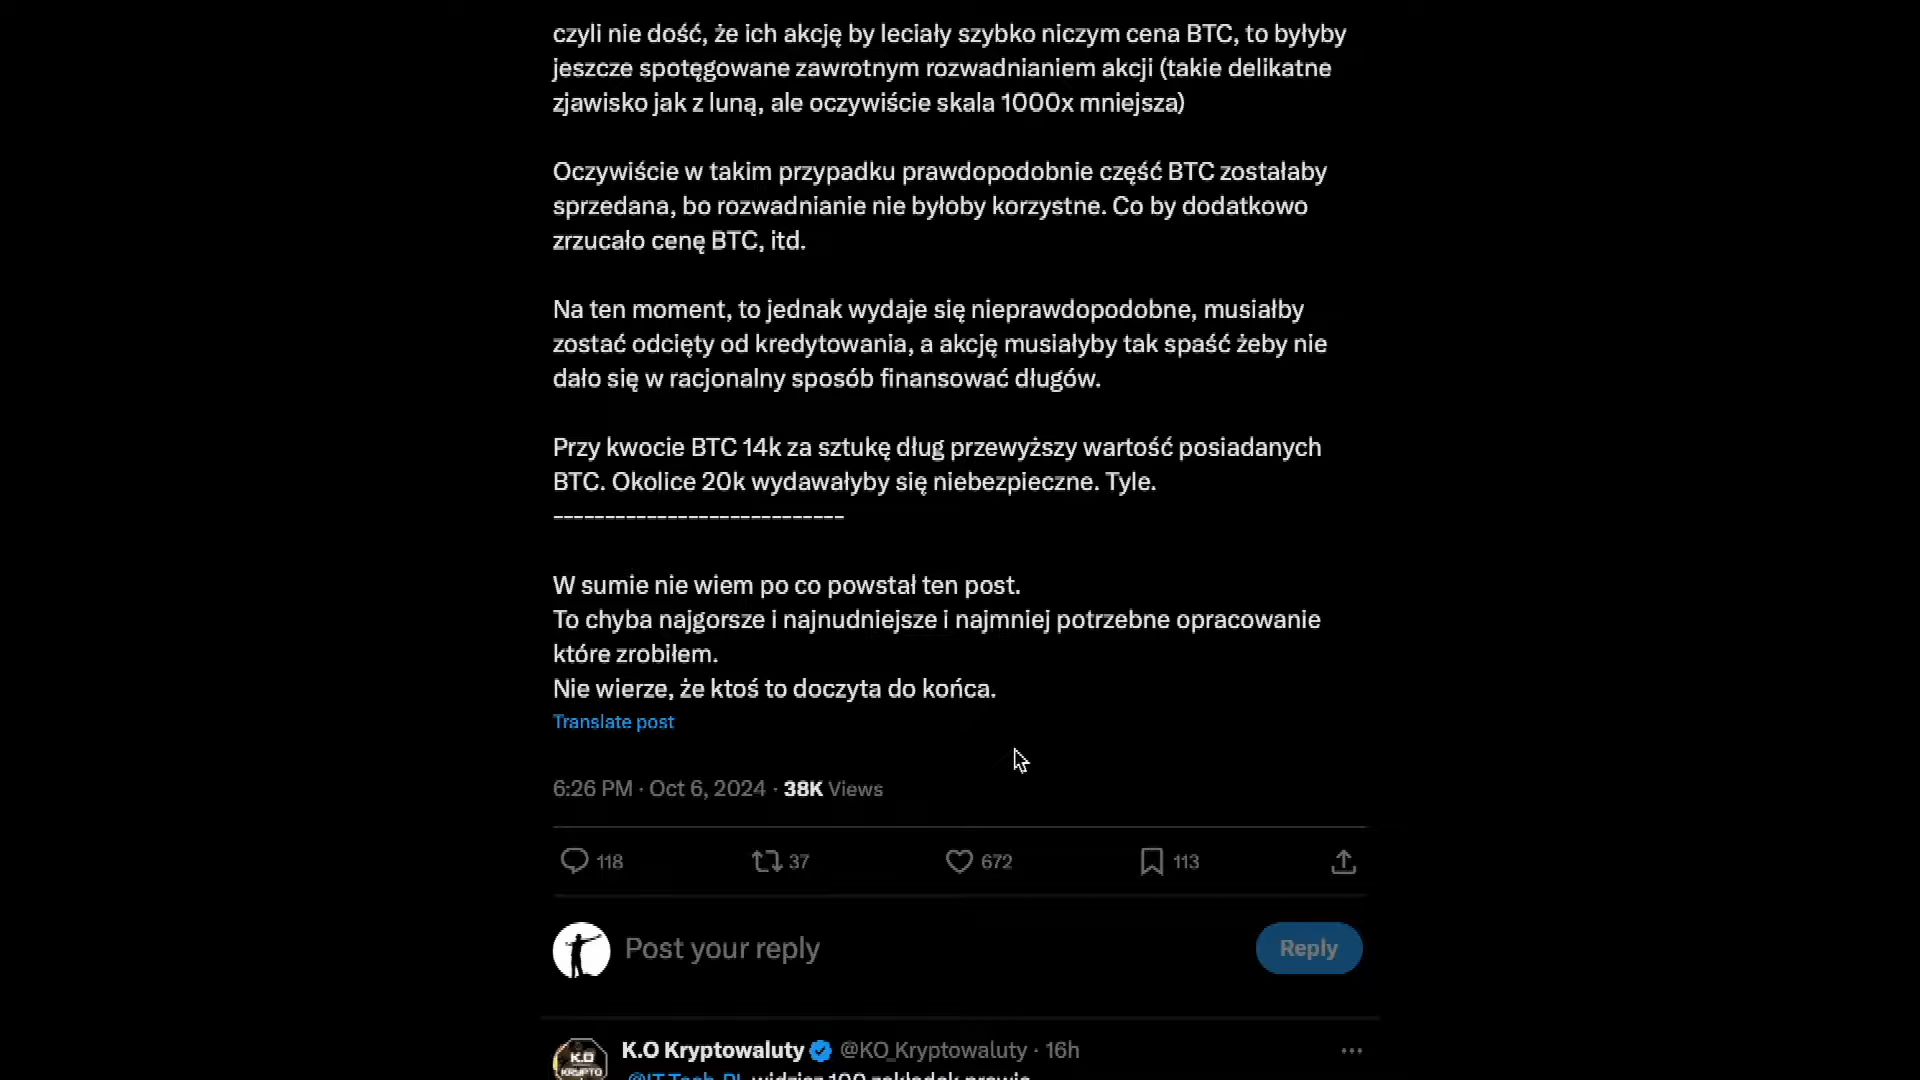 czyli nie dość, że ich akcję by leciały szybko niczym cena BTC, to byłyby
jeszcze spotęgowane zawrotnym rozwadnianiem akcji (takie delikatne
zjawisko jak z luną, ale oczywiście skala 1000x mniejsza)
Oczywiście w takim przypadku prawdopodobnie część BTC zostałaby
sprzedana, bo rozwadnianie nie byłoby korzystne. Co by dodatkowo
zrzucało cenę BTC, itd.
Na ten moment, to jednak wydaje się nieprawdopodobne, musiałby
zostać odcięty od kredytowania, a akcję musiałyby tak spaść żeby nie
dało się w racjonalny sposób finansować długów.
Przy kwocie BTC 14k za sztukę dług przewyższy wartość posiadanych
BTC. Okolice 20k wydawałyby się niebezpieczne. Tyle.
----------------------------
W sumie nie wiem po co powstał ten post.
To chyba najgorsze i najnudniejsze i najmniej potrzebne opracowanie
które zrobiłem.
Nie wierze, że ktoś to doczyta do końca.
Translate post
6:26 PM · Oct 6, 2024 · 38K Views
118 37 672 113
Post your reply
Reply
K.O Kryptowaluty @KO_Kryptowaluty · 16h
K.O
KRYPTO
widzisz 100 zakładek prawie